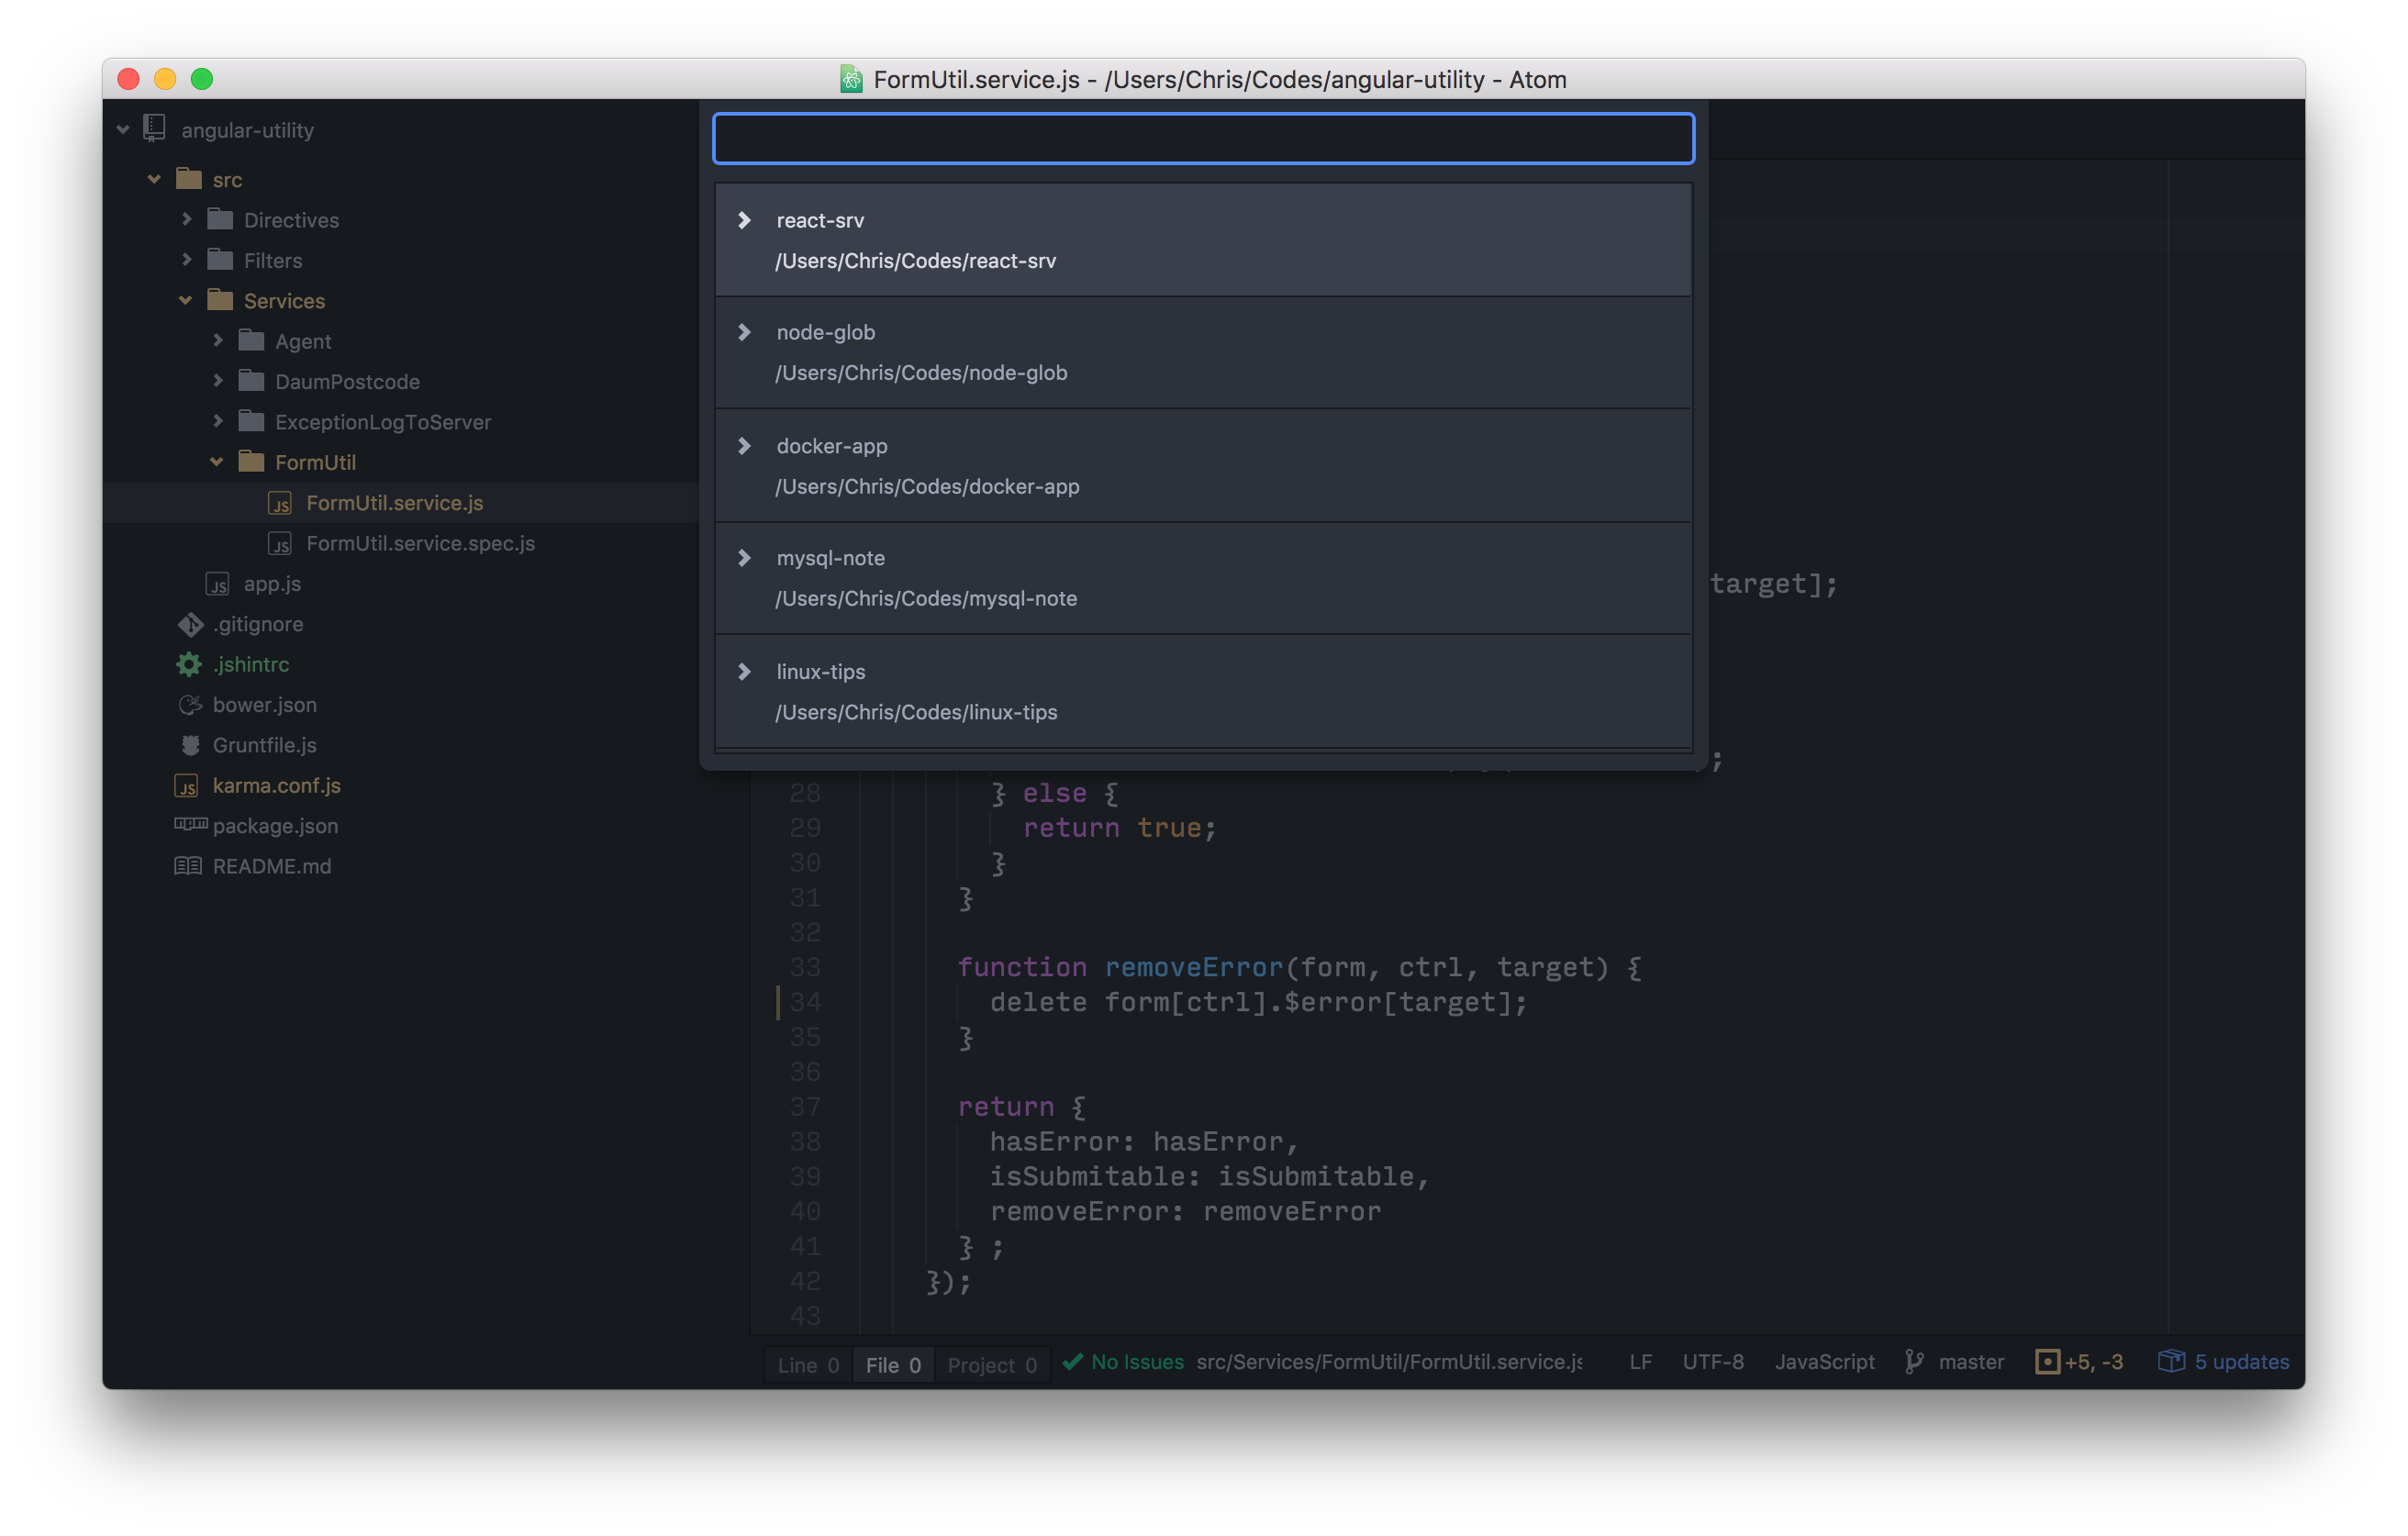 FormUtil.service.js - /Users/Chris/Codes/angular-utility - Atom
angular-utility
src
Directives
Filters
Services
Agent
DaumPostcode
ExceptionLogToServer
FormUtil
FormUtil.service.js
FormUtil.service.spec.js
app.js
.gitignore
.jshintrc
bower.json
Gruntfile.js
karma.conf.js
package.json
README.md
react-srv
/Users/Chris/Codes/react-srv
node-glob
/Users/Chris/Codes/node-glob
docker-app
/Users/Chris/Codes/docker-app
mysql-note
/Users/Chris/Codes/mysql-note
linux-tips
/Users/Chris/Codes/linux-tips
target];
;
28 } else {
29 return true;
30 }
31 }
32
33 function removeError(form, ctrl, target) {
34 delete form[ctrl].$error[target];
35 }
36
37 return {
38 hasError: hasError,
39 isSubmitable: isSubmitable,
40 removeError: removeError
41 } ;
42 });
43
Line 0 File 0 Project 0 No Issues src/Services/FormUtil/FormUtil.service.js LF UTF-8 JavaScript master +5, -3 5 updates